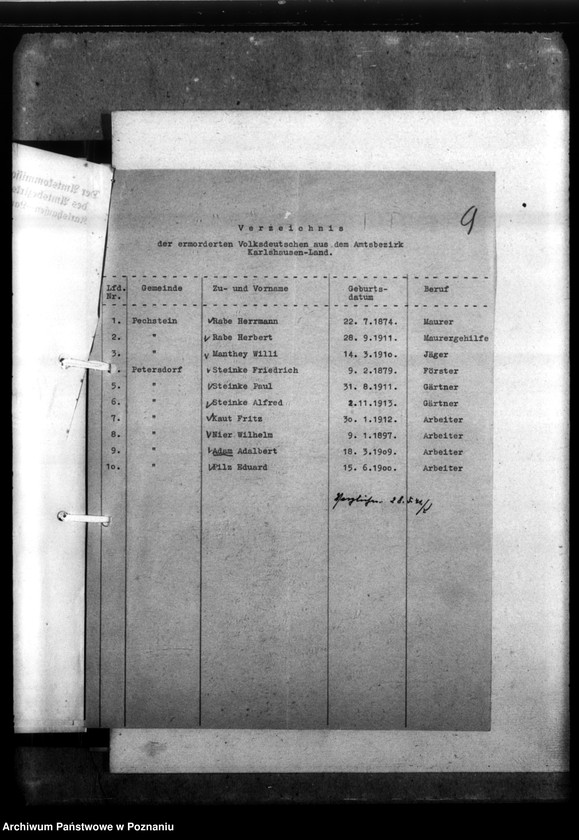 9
Verzeichnis
der ermorderten Volksdeutschen aus dem Amtsbezirk
Karlshausen-Land.
Lfd. Nr. Gemeinde Zu- und Vorname Geburts-datum Beruf
1. Pechstein Rabe Herrmann 22. 7.1874. Maurer
2. " Rabe Herbert 28. 9.1911. Maurergehilfe
3. " Manthey Willi 14. 3.191o. Jäger
Petersdorf Steinke Friedrich 9. 2.1879. Förster
5. " Steinke Paul 31. 8.1911. Gärtner
6. " Steinke Alfred 2.11.1913. Gärtner
7. " Kaut Fritz 3o. 1.1912. Arbeiter
8. " Nier Wilhelm 9. 1.1897. Arbeiter
9. " Adam Adalbert 18. 3.19o9. Arbeiter
1o. " Pilz Eduard 15. 6.19oo. Arbeiter
Archiwum Państwowe w Poznaniu